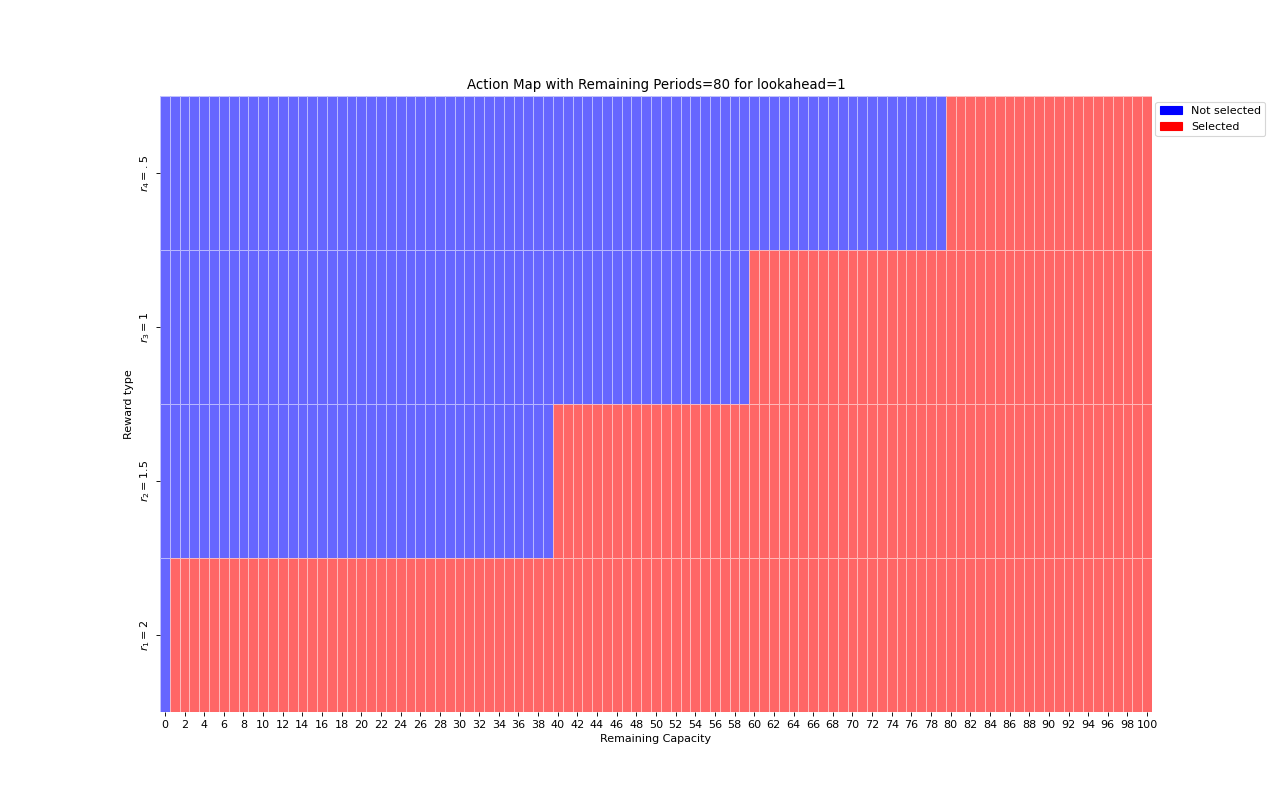 Action Map with Remaining Periods=80 for lookahead=1
Not selected
Selected
r₄ = .5
r₃ = 1
r₂ = 1.5
r₁ = 2
Reward type
0 2 4 6 8 10 12 14 16 18 20 22 24 26 28 30 32 34 36 38 40 42 44 46 48 50 52 54 56 58 60 62 64 66 68 70 72 74 76 78 80 82 84 86 88 90 92 94 96 98 100
Remaining Capacity